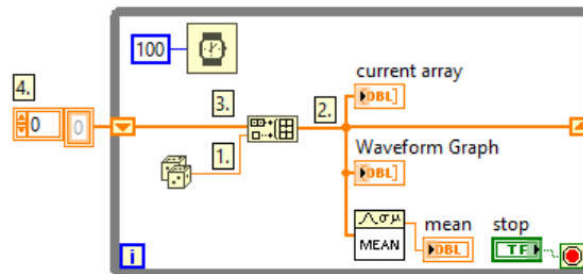 100
4.
3.
2.
current array
DBL
0
0
1.
Waveform Graph
DBL
MEAN
mean
DBL
stop
TF
i